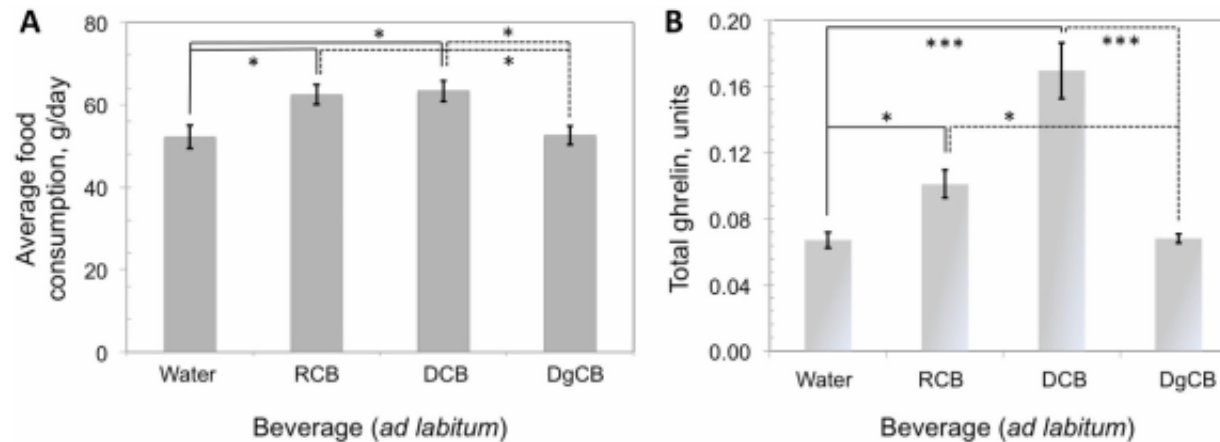 A
Average food
consumption, g/day
80
60
40
20
0
*
*
*
*
Water RCB DCB DgCB
Beverage (ad labitum)
B
Total ghrelin, units
0.20
0.16
0.12
0.08
0.04
0.00
***
***
*
*
Water RCB DCB DgCB
Beverage (ad labitum)